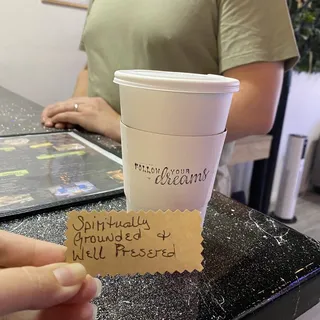 FOLLOW YOUR
dreams
Spiritually
Grounded &
Well Presered